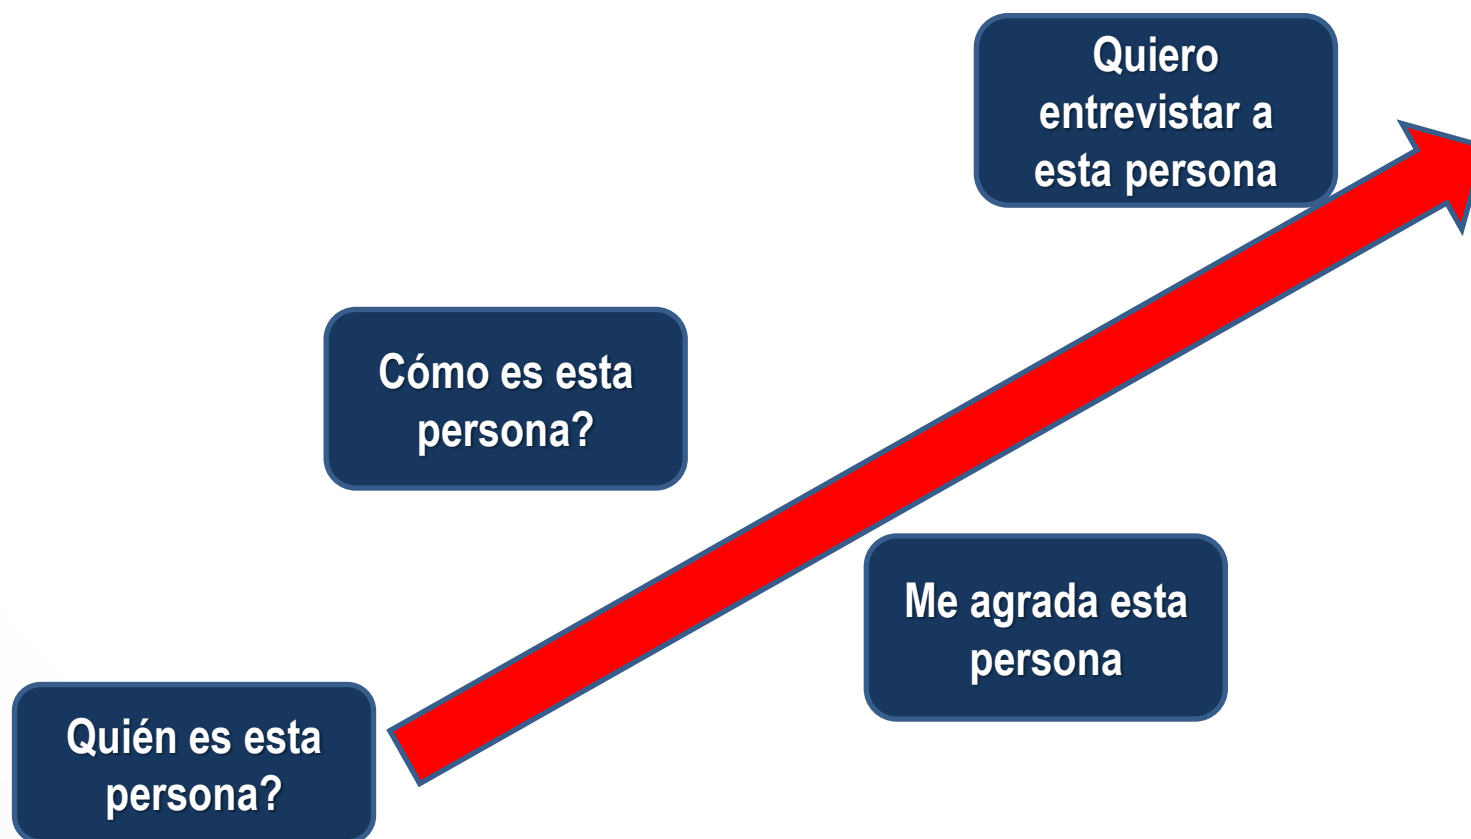 Quiero
entrevistar a
esta persona
Cómo es esta
persona?
Me agrada esta
persona
Quién es esta
persona?